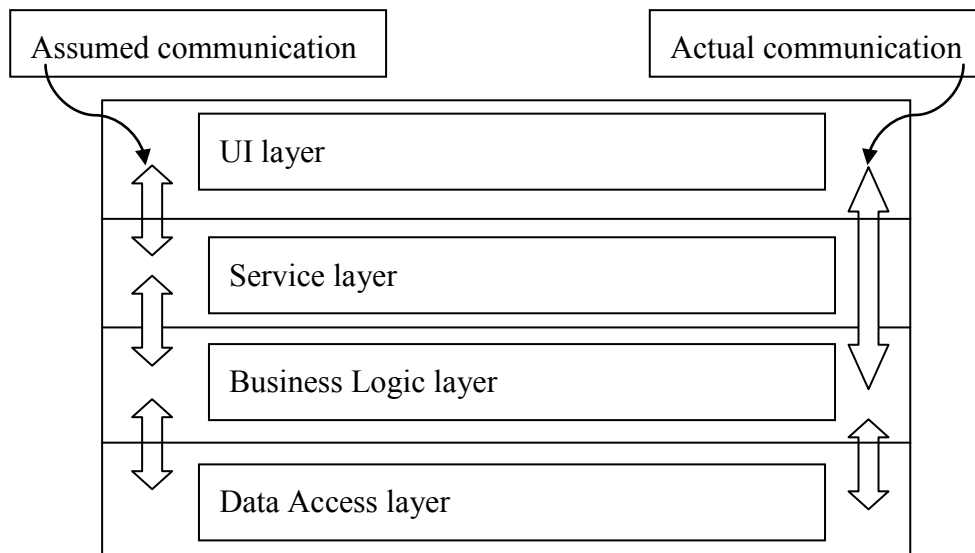 Assumed communication
Actual communication
UI layer
Service layer
Business Logic layer
Data Access layer